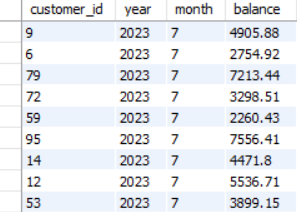 customer_id year month balance
9 2023 7 4905.88
6 2023 7 2754.92
79 2023 7 7213.44
72 2023 7 3298.51
59 2023 7 2260.43
95 2023 7 7556.41
14 2023 7 4471.8
12 2023 7 5536.71
53 2023 7 3899.15